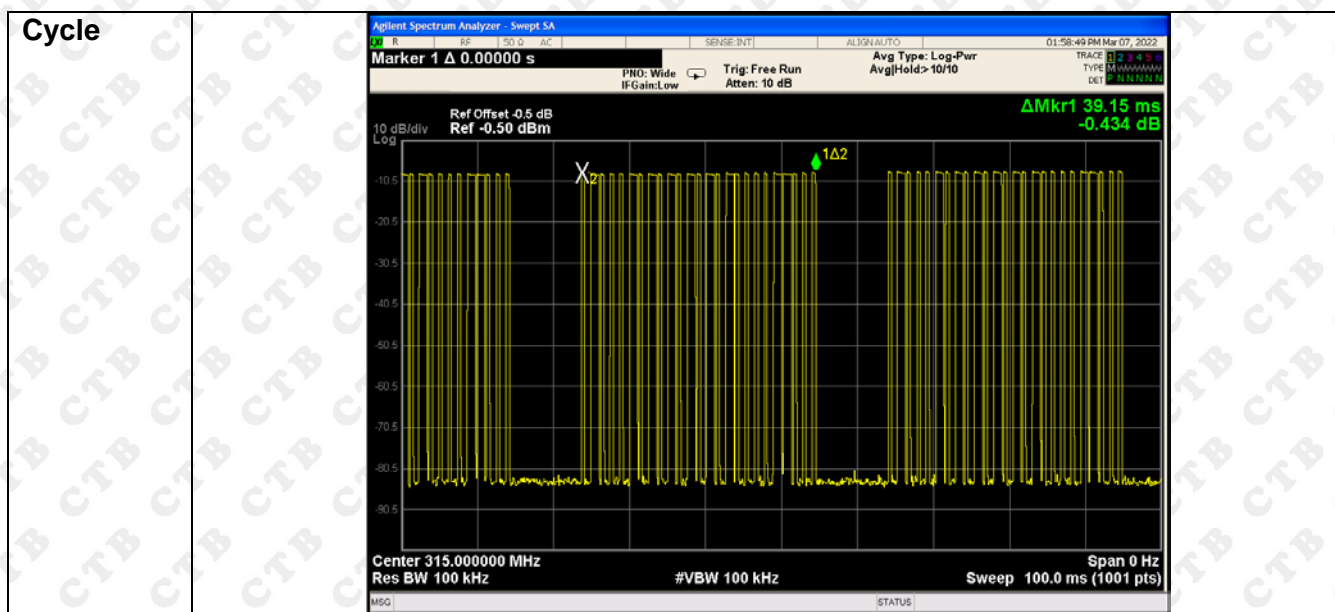 Cycle
Agilent Spectrum Analyzer - Swept SA
R RF 50 Ω AC SENSE:INT ALIGN AUTO 01:58:49 PM Mar 07, 2022
Marker 1 Δ 0.00000 s
PNO: Wide Trig: Free Run Avg Type: Log-Pwr TRACE 1 2 3 4 5 6
IFGain:Low Atten: 10 dB Avg|Hold:>10/10 TYPE M
DET P N N N N N
ΔMkr1 39.15 ms
-0.434 dB
Ref Offset -0.5 dB
10 dB/div Ref -0.50 dBm
Log
1Δ2
X2
-10.5
-20.5
-30.5
-40.5
-50.5
-60.5
-70.5
-80.5
-90.5
Center 315.000000 MHz Span 0 Hz
Res BW 100 kHz #VBW 100 kHz Sweep 100.0 ms (1001 pts)
MSG STATUS
CTB